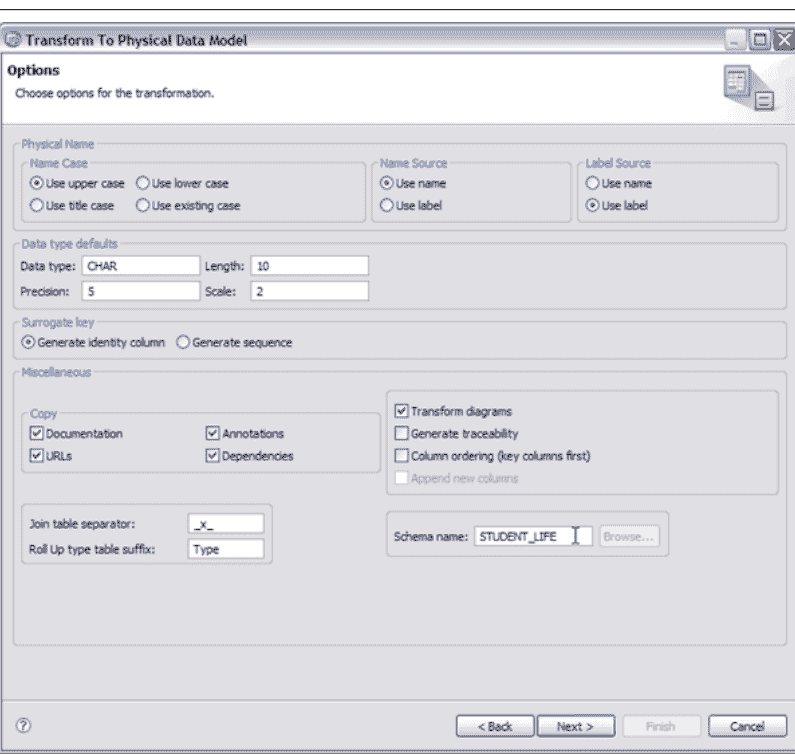 Transform To Physical Data Model
Options
Choose options for the transformation.
Physical Name
Name Case
Use upper case Use lower case
Use title case Use existing case
Name Source
Use name
Use label
Label Source
Use name
Use label
Data type defaults
Data type: CHAR Length: 10
Precision: 5 Scale: 2
Surrogate key
Generate identity column Generate sequence
Miscellaneous
Copy
Documentation Annotations
URLs Dependencies
Transform diagrams
Generate traceability
Column ordering (key columns first)
Append new columns
Join table separator: _x_
Roll Up type table suffix: Type
Schema name: STUDENT_LIFE Browse...
? < Back Next > Finish Cancel